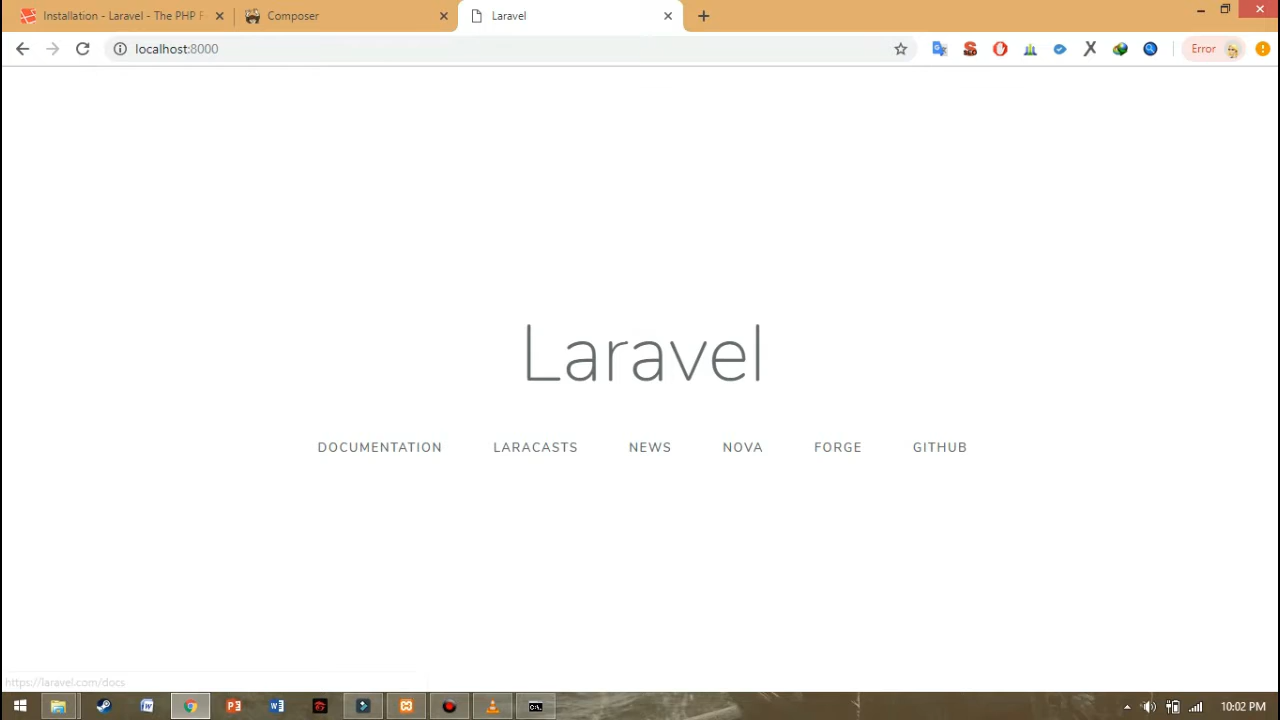 Installation - Laravel - The PHP F
Composer
Laravel
localhost:8000
Error
Laravel
DOCUMENTATION LARACASTS NEWS NOVA FORGE GITHUB
https://laravel.com/docs
10:02 PM